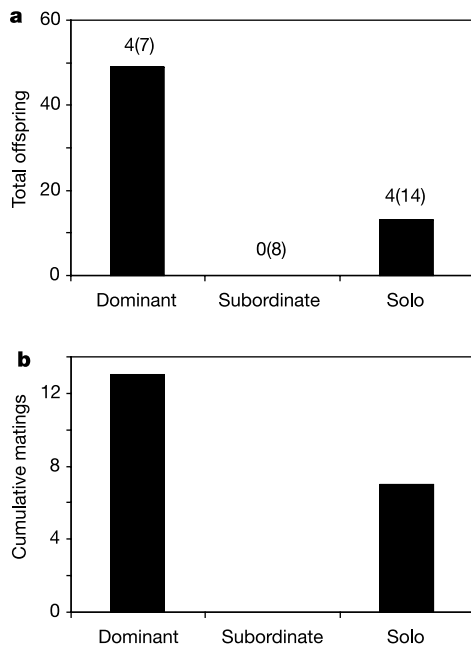 a
Total offspring
60
40
20
0
4(7)
0(8)
4(14)
Dominant Subordinate Solo
b
Cumulative matings
12
8
4
0
Dominant Subordinate Solo